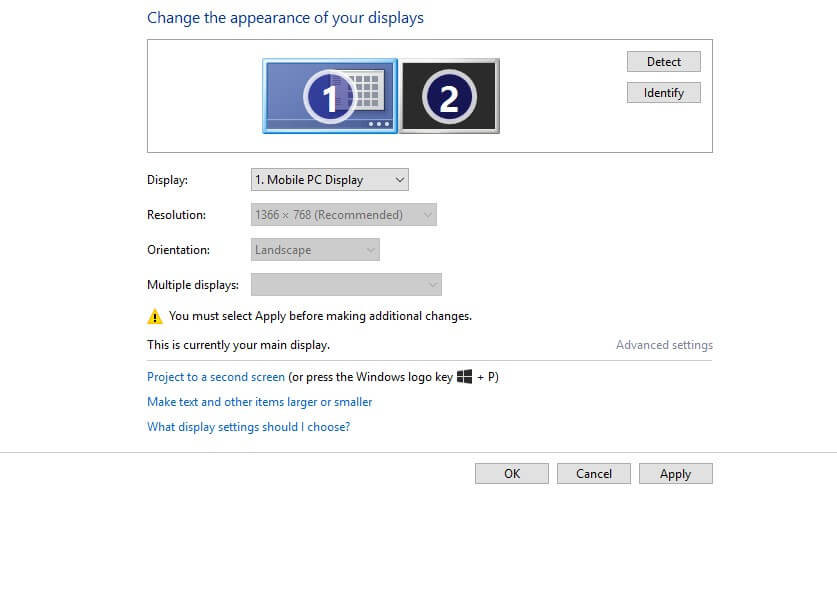 Change the appearance of your displays
1
2
Detect
Identify
Display:
1. Mobile PC Display
Resolution:
1366 × 768 (Recommended)
Orientation:
Landscape
Multiple displays:
You must select Apply before making additional changes.
This is currently your main display.
Advanced settings
Project to a second screen (or press the Windows logo key + P)
Make text and other items larger or smaller
What display settings should I choose?
OK
Cancel
Apply